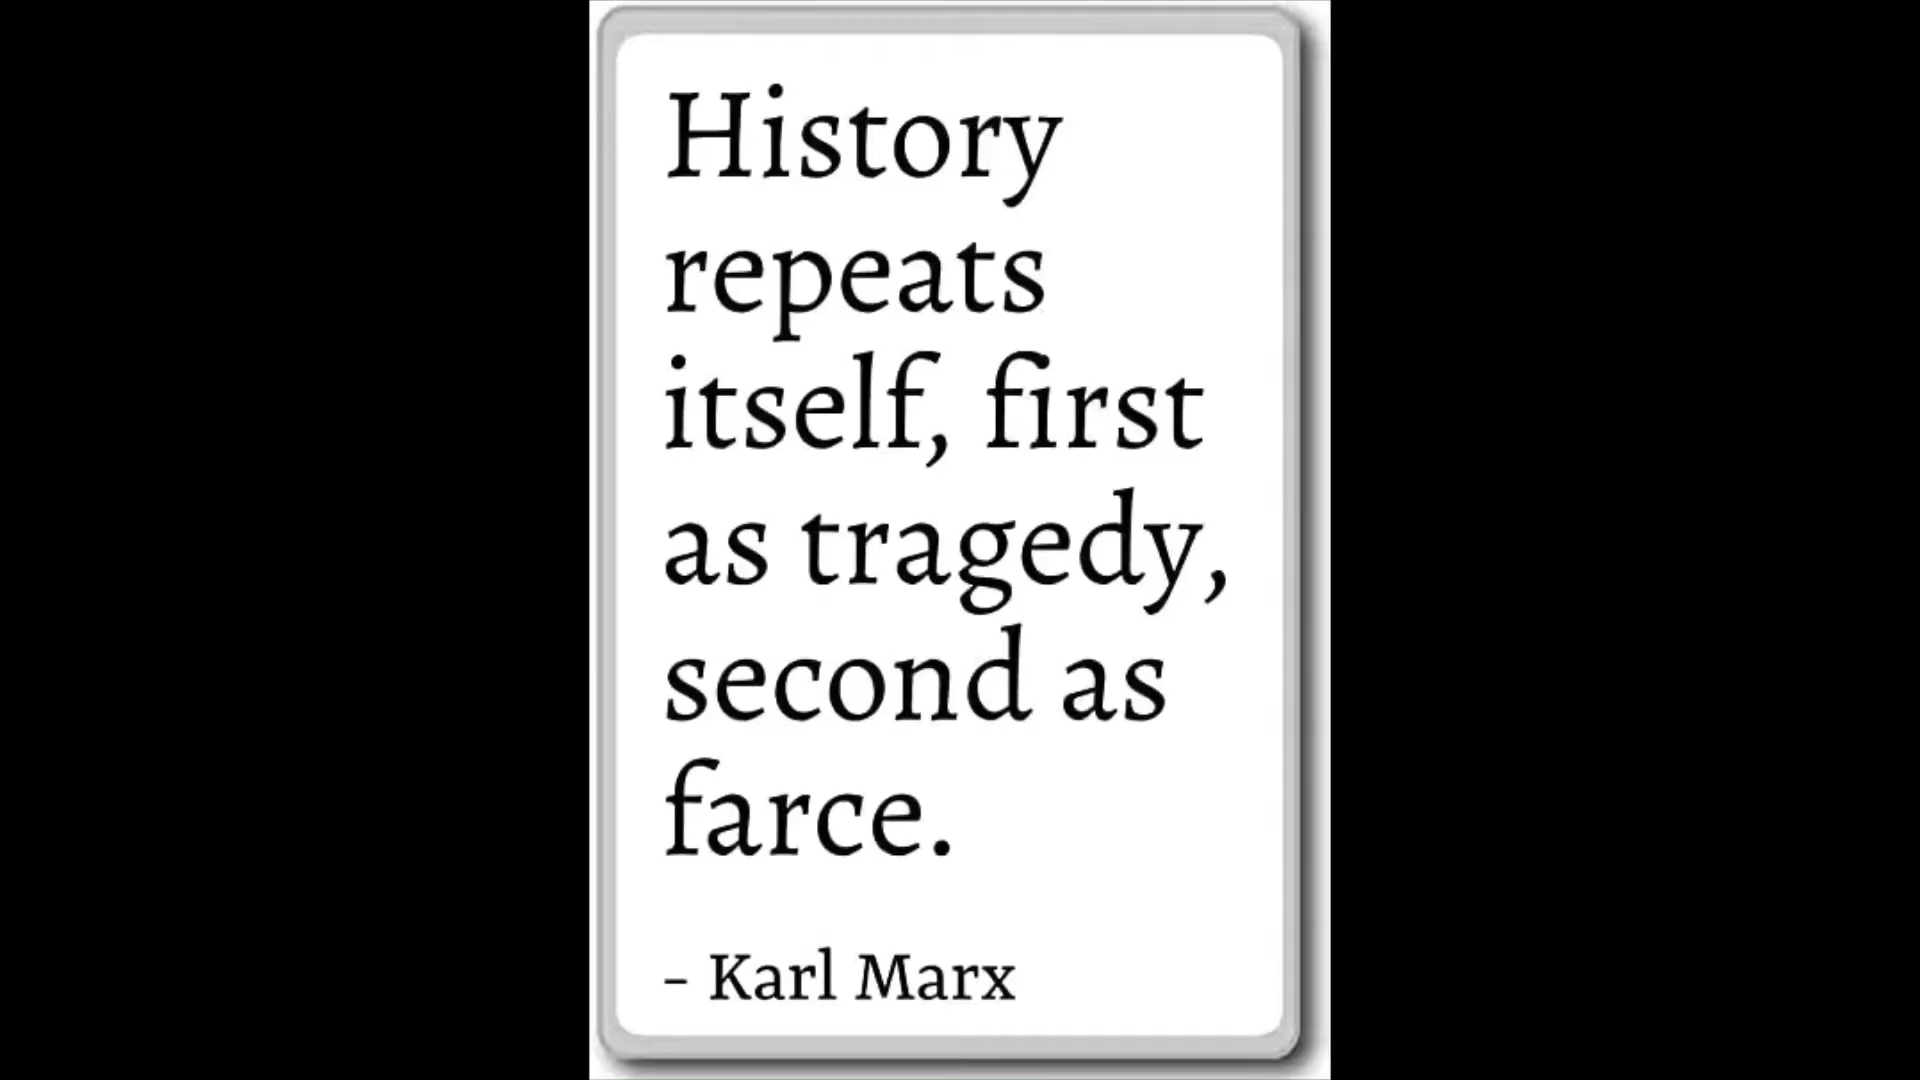 History
repeats
itself, first
as tragedy,
second as
farce.
- Karl Marx